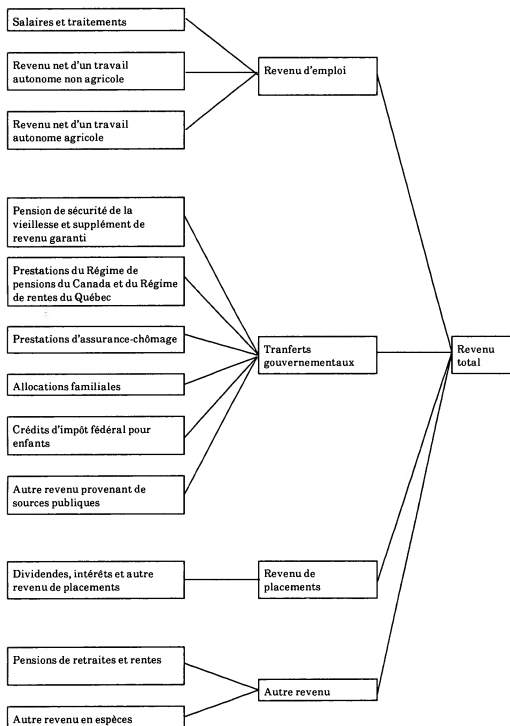 Salaires et traitements
Revenu net d'un travail
autonome non agricole
Revenu d'emploi
Revenu net d'un travail
autonome agricole
Pension de sécurité de la
vieillesse et supplément de
revenu garanti
Prestations du Régime de
pensions du Canada et du Régime
de rentes du Québec
Prestations d'assurance-chômage
Tranferts
gouvernementaux
Revenu
total
Allocations familiales
Crédits d'impôt fédéral pour
enfants
Autre revenu provenant de
sources publiques
Dividendes, intérêts et autre
revenu de placements
Revenu de
placements
Pensions de retraites et rentes
Autre revenu
Autre revenu en espèces